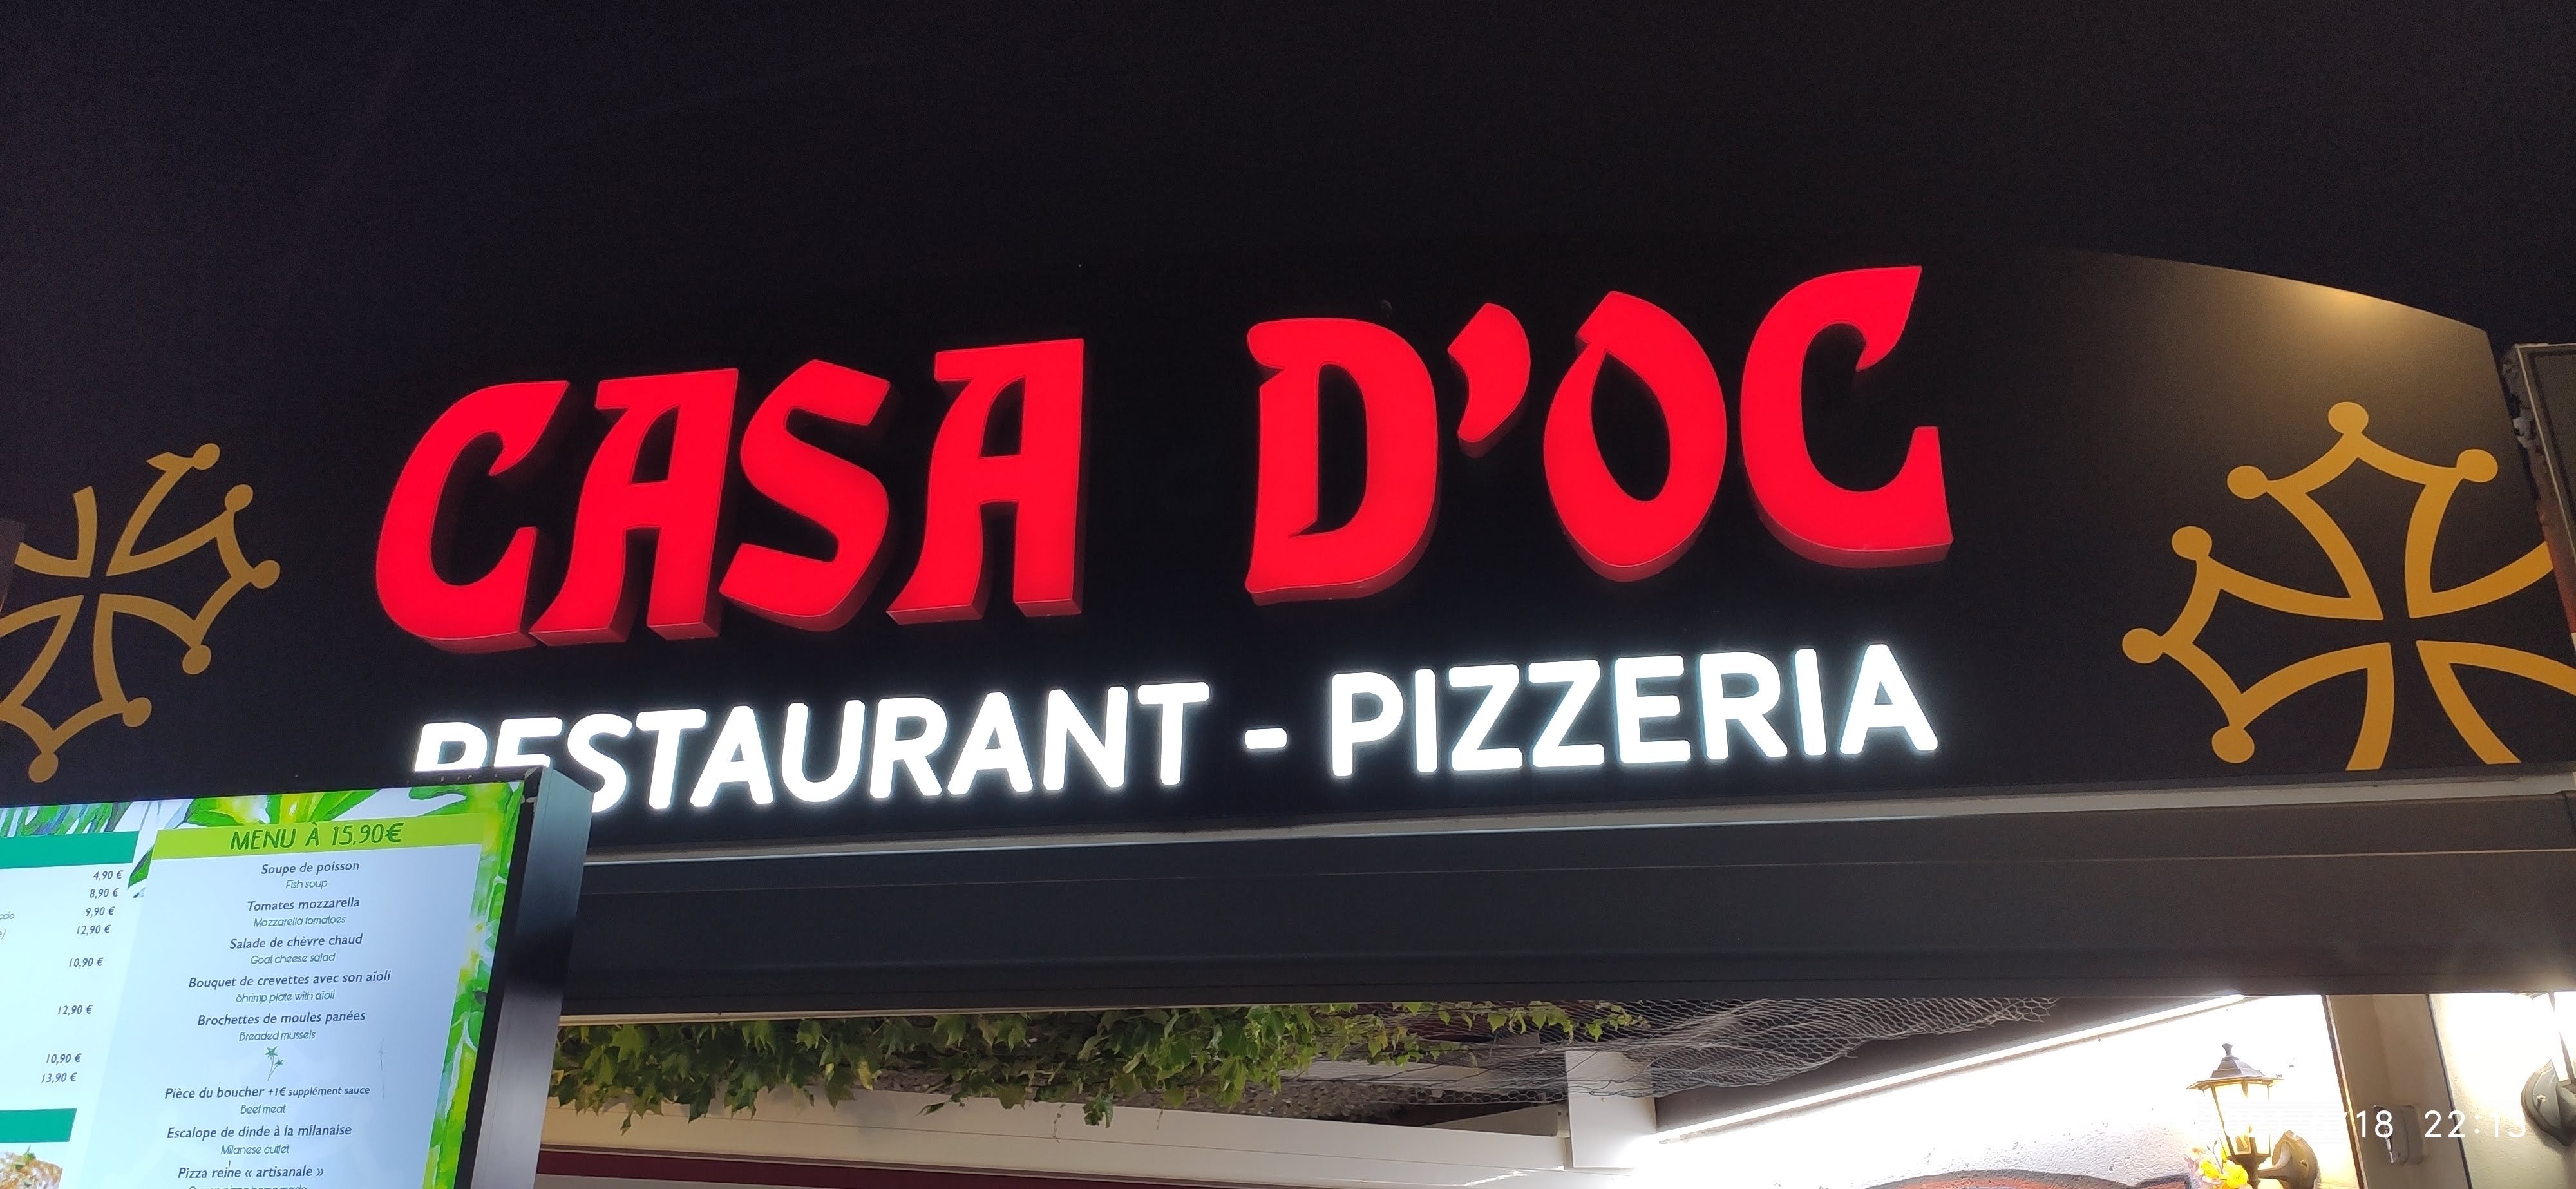 CASA D'OC
RESTAURANT - PIZZERIA
MENU À 15,90€
Soupe de poisson
Fish soup
Tomates mozzarella
Mozzarella tomatoes
Salade de chèvre chaud
Goat cheese salad
Bouquet de crevettes avec son aïoli
Shrimp plate with aïoli
Brochettes de moules panées
Breaded mussels
Pièce du boucher +1€ supplément sauce
Beef meat
Escalope de dinde à la milanaise
Milanese cutlet
Pizza reine « artisanale »
4,90 €
8,90 €
9,90 €
12,90 €
10,90 €
12,90 €
10,90 €
13,90 €
18 22:13